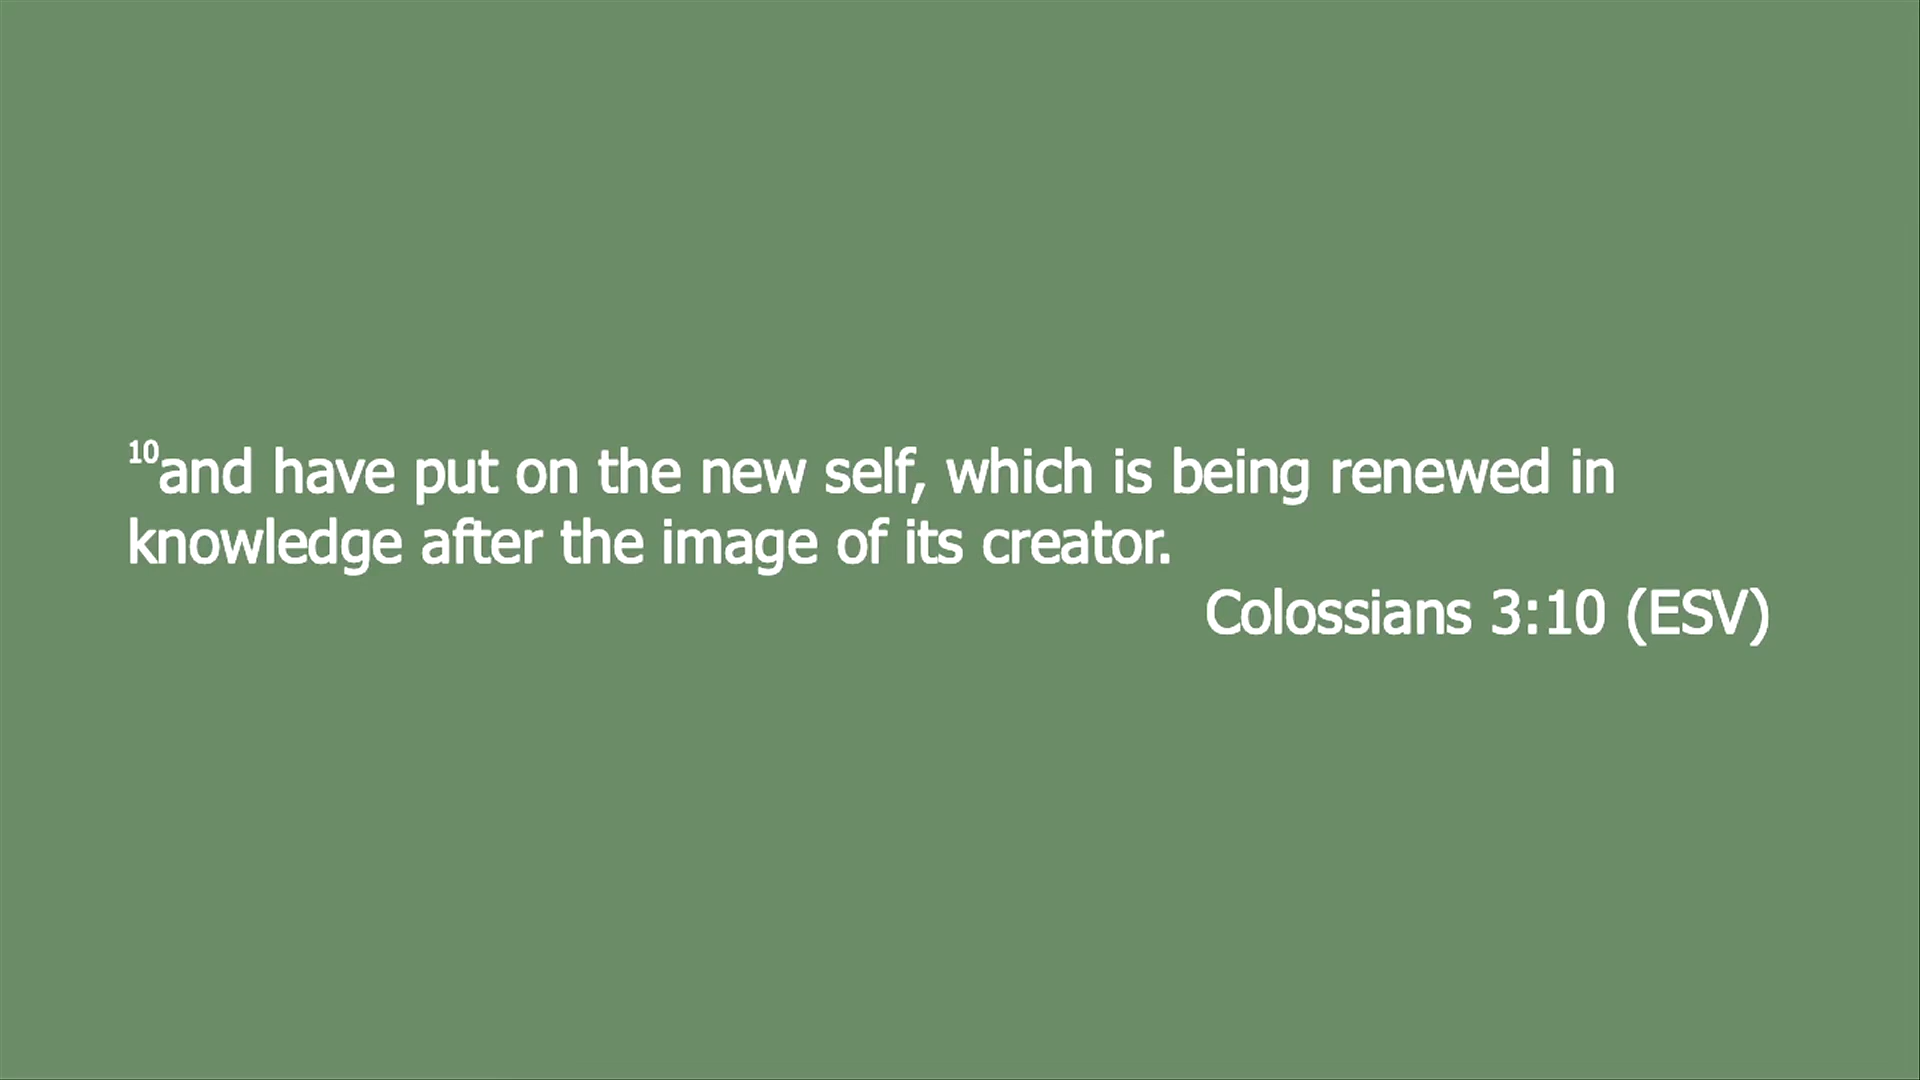 10and have put on the new self, which is being renewed in
knowledge after the image of its creator.
Colossians 3:10 (ESV)